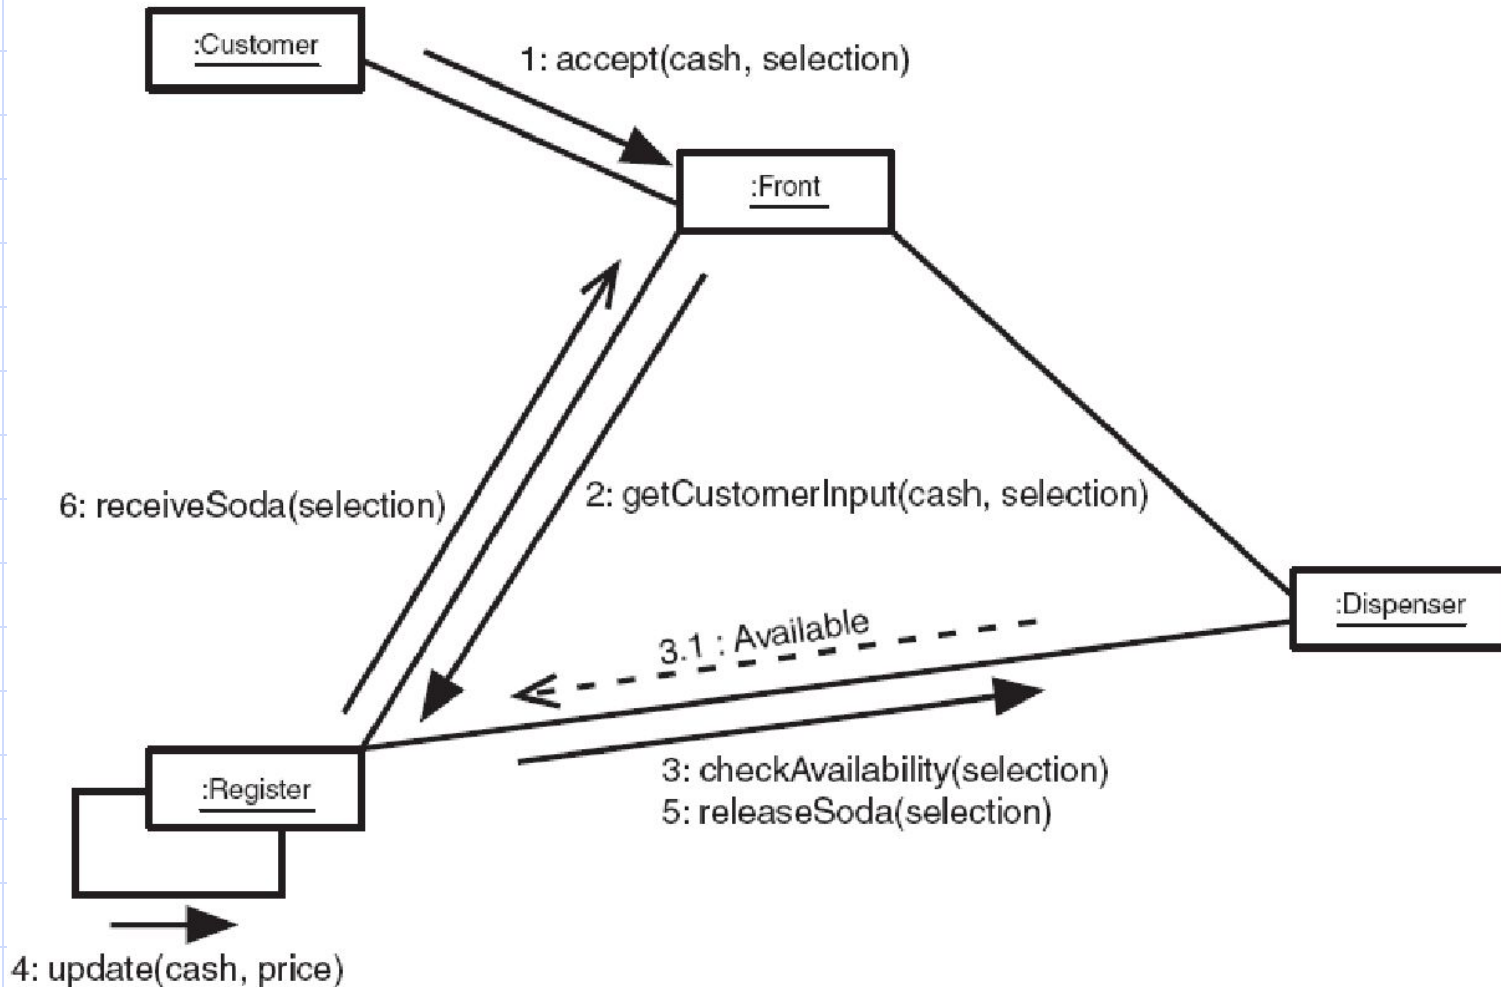 :Customer
1: accept(cash, selection)
:Front
6: receiveSoda(selection)
2: getCustomerInput(cash, selection)
:Dispenser
3.1 : Available
3: checkAvailability(selection)
5: releaseSoda(selection)
:Register
4: update(cash, price)